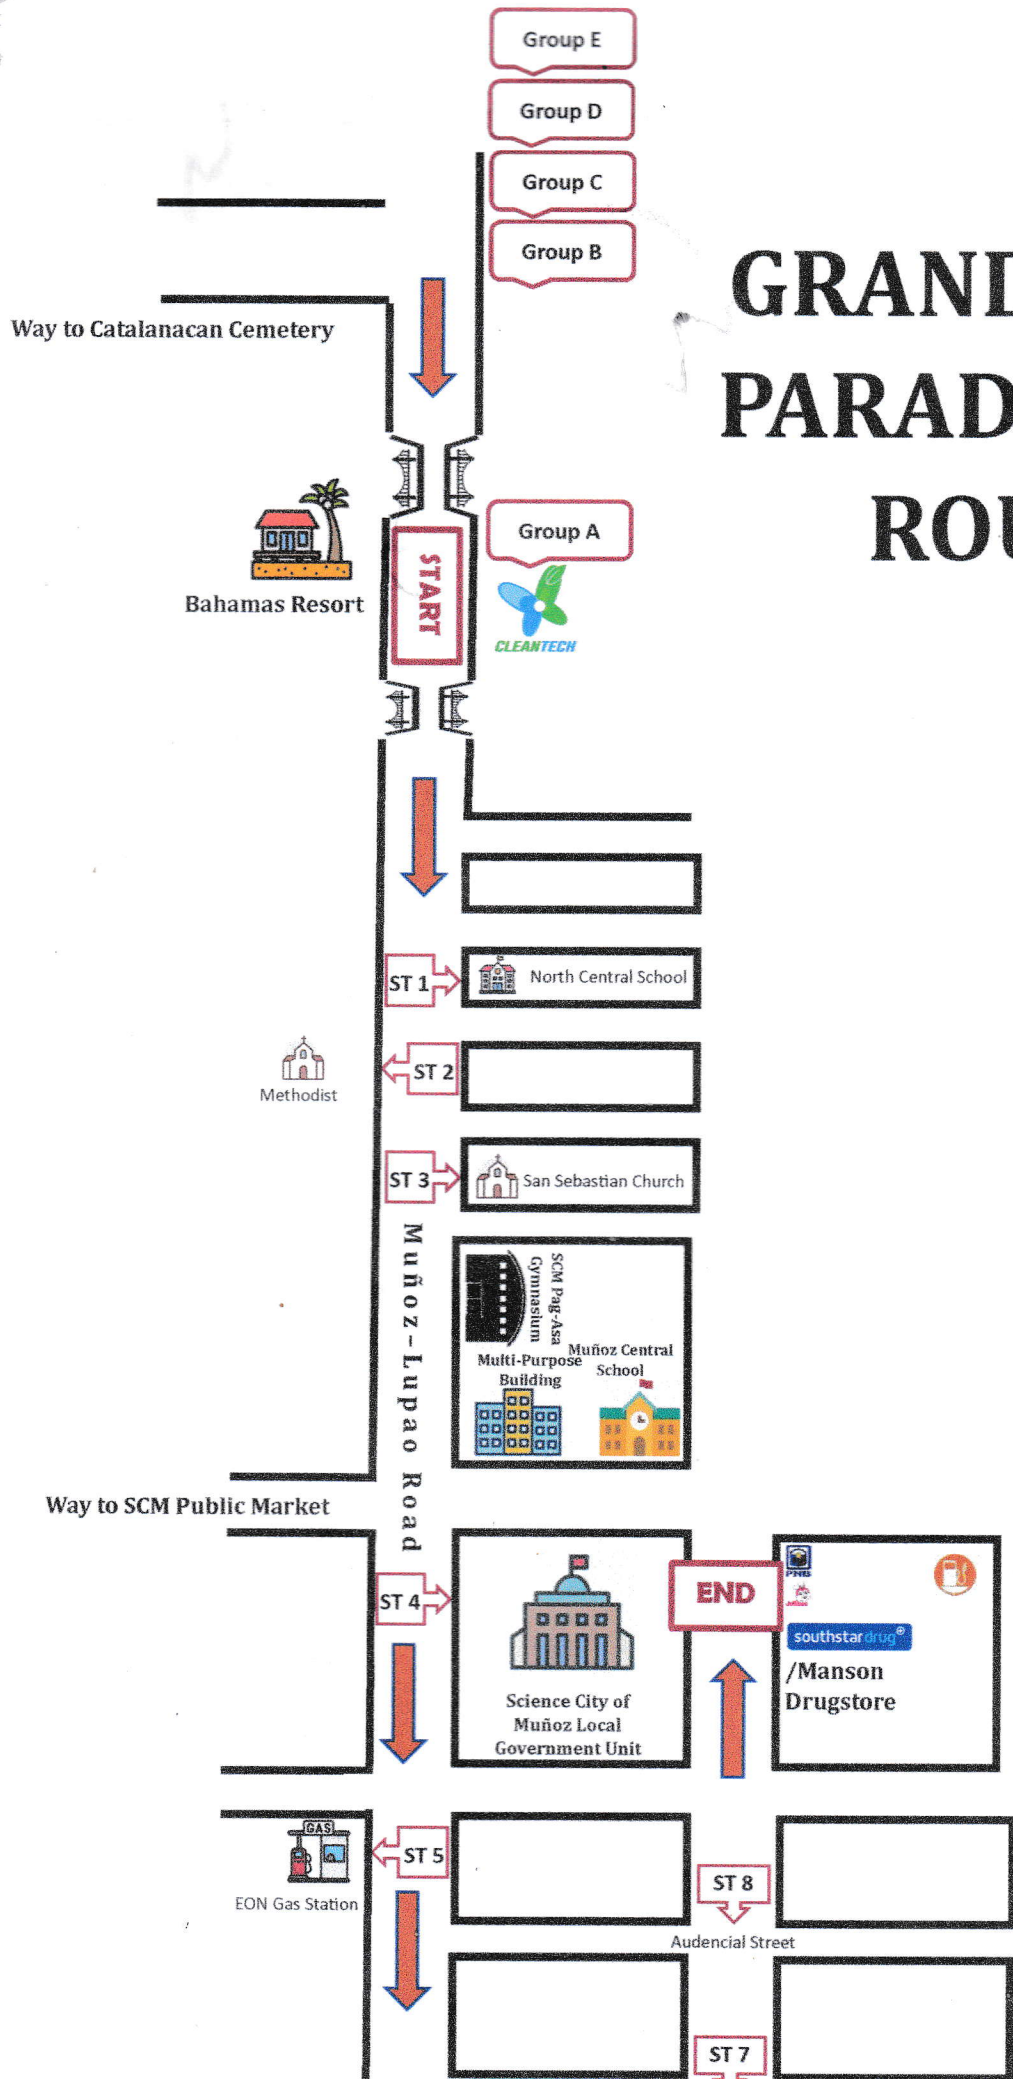 Group E
Group D
Group C
Group B
GRAND
PARAD
ROU
Way to Catalanacan Cemetery
Group A
START
Bahamas Resort
CLEANTECH
ST 1
North Central School
ST 2
Methodist
ST 3
San Sebastian Church
Muñoz-Lupao Road
SCM Pag-Asa
Gymnasium
Multi-Purpose
Building
Muñoz Central
School
Way to SCM Public Market
ST 4
END
PNB
southstardrug
/Manson
Drugstore
Science City of
Muñoz Local
Government Unit
GAS
ST 5
EON Gas Station
ST 8
Audencial Street
ST 7